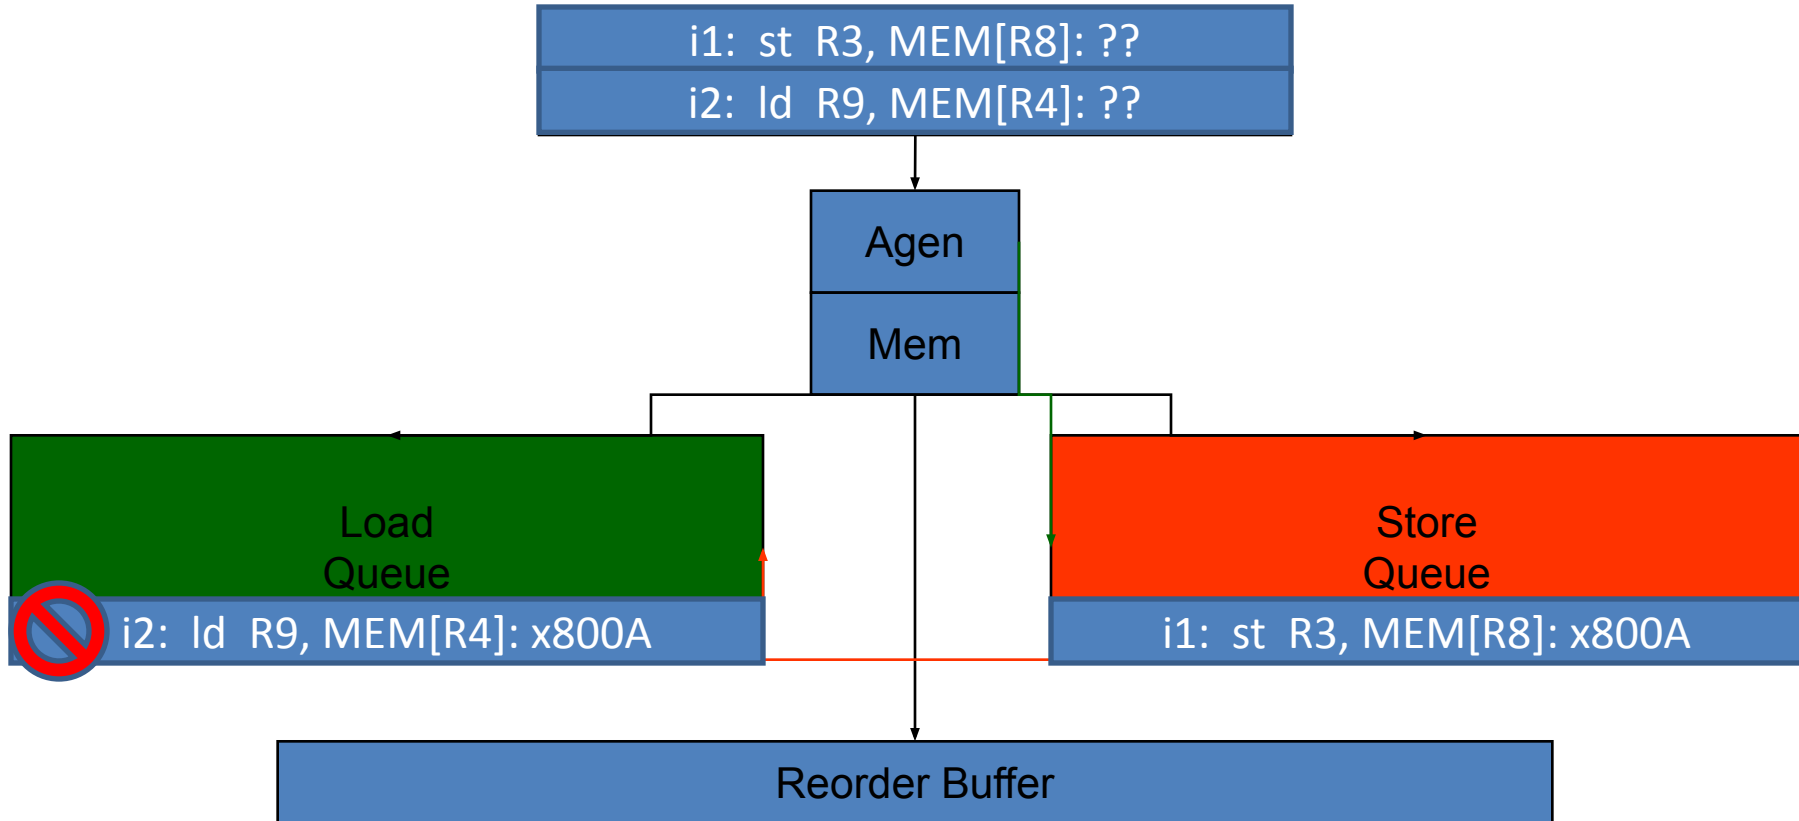 i1: st R3, MEM[R8]: ??
i2: ld R9, MEM[R4]: ??
Agen
Mem
Load
Queue
Store
Queue
i2: ld R9, MEM[R4]: x800A
i1: st R3, MEM[R8]: x800A
Reorder Buffer